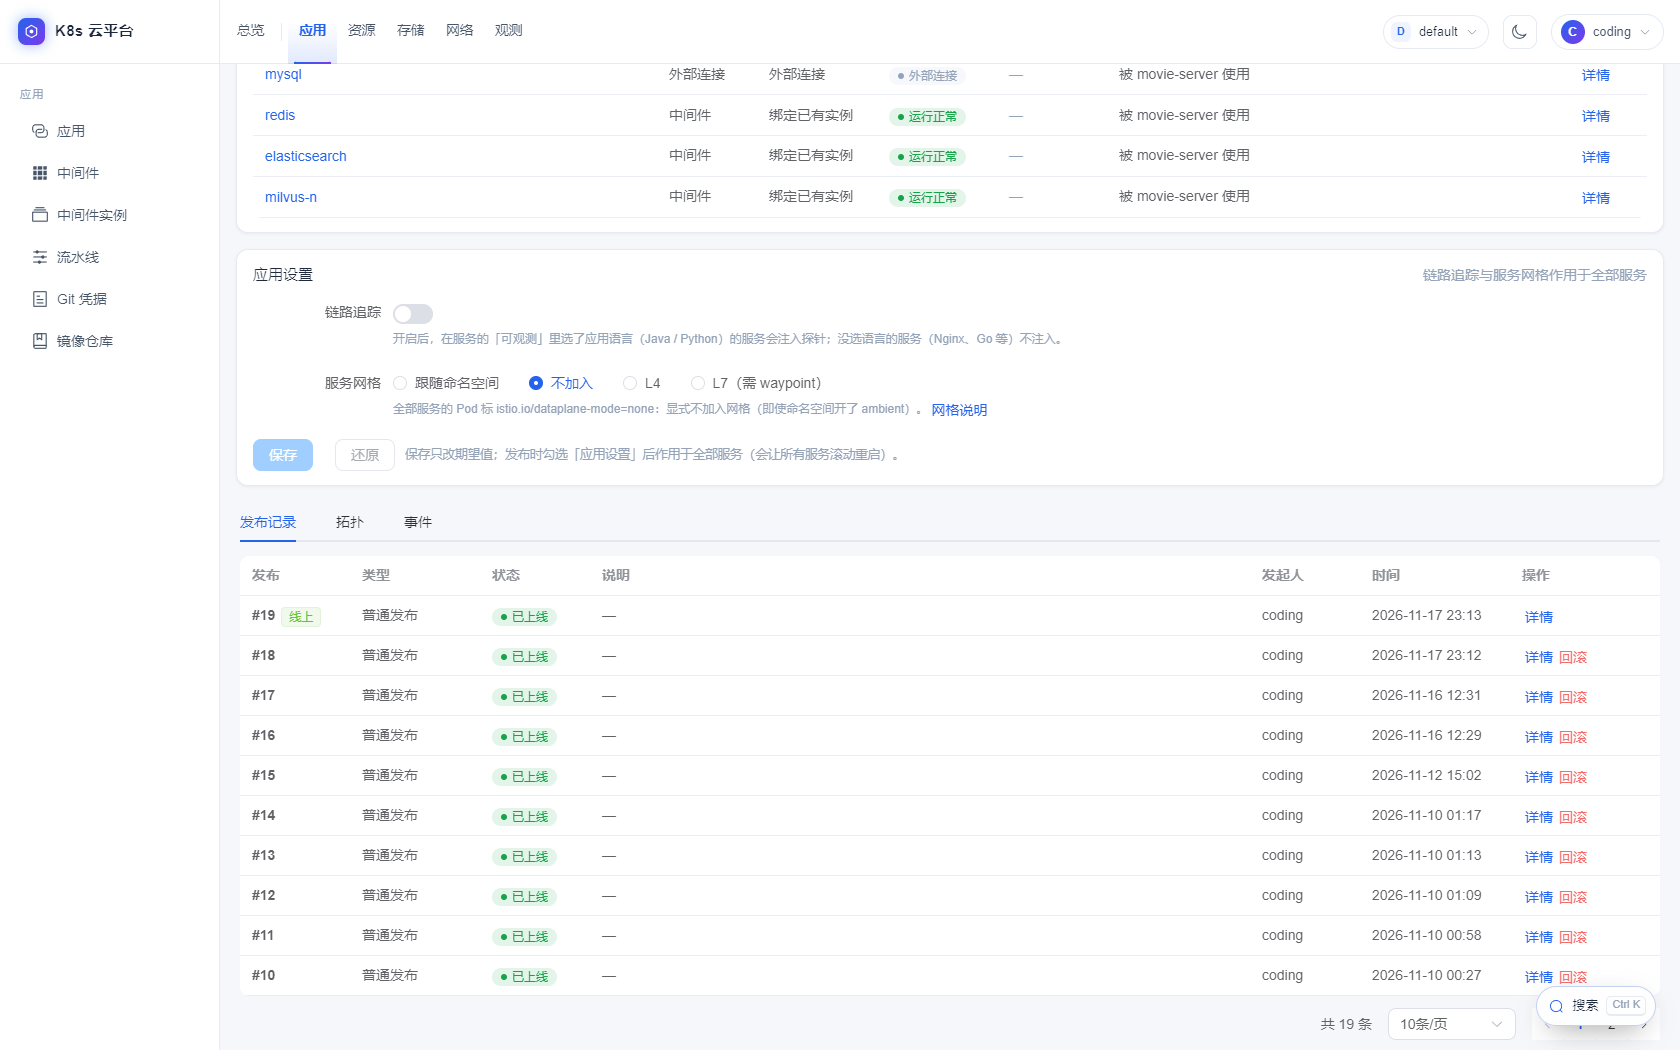 K8s 云平台
总览 应用 资源 存储 网络 观测
D default
C coding
应用
应用
中间件
中间件实例
流水线
Git 凭据
镜像仓库
mysql 外部连接 外部连接 外部连接 — 被 movie-server 使用 详情
redis 中间件 绑定已有实例 运行正常 — 被 movie-server 使用 详情
elasticsearch 中间件 绑定已有实例 运行正常 — 被 movie-server 使用 详情
milvus-n 中间件 绑定已有实例 运行正常 — 被 movie-server 使用 详情
应用设置 链路追踪与服务网格作用于全部服务
链路追踪
开启后，在服务的「可观测」里选了应用语言（Java / Python）的服务会注入探针；没选语言的服务（Nginx、Go 等）不注入。
服务网格 跟随命名空间 不加入 L4 L7（需 waypoint）
全部服务的 Pod 标 istio.io/dataplane-mode=none：显式不加入网格（即使命名空间开了 ambient）。 网格说明
保存 还原 保存只改期望值；发布时勾选「应用设置」后作用于全部服务（会让所有服务滚动重启）。
发布记录 拓扑 事件
发布 类型 状态 说明 发起人 时间 操作
#19 线上 普通发布 已上线 — coding 2026-11-17 23:13 详情
#18 普通发布 已上线 — coding 2026-11-17 23:12 详情 回滚
#17 普通发布 已上线 — coding 2026-11-16 12:31 详情 回滚
#16 普通发布 已上线 — coding 2026-11-16 12:29 详情 回滚
#15 普通发布 已上线 — coding 2026-11-12 15:02 详情 回滚
#14 普通发布 已上线 — coding 2026-11-10 01:17 详情 回滚
#13 普通发布 已上线 — coding 2026-11-10 01:13 详情 回滚
#12 普通发布 已上线 — coding 2026-11-10 01:09 详情 回滚
#11 普通发布 已上线 — coding 2026-11-10 00:58 详情 回滚
#10 普通发布 已上线 — coding 2026-11-10 00:27 详情 回滚
搜索 Ctrl K
共 19 条 10条/页